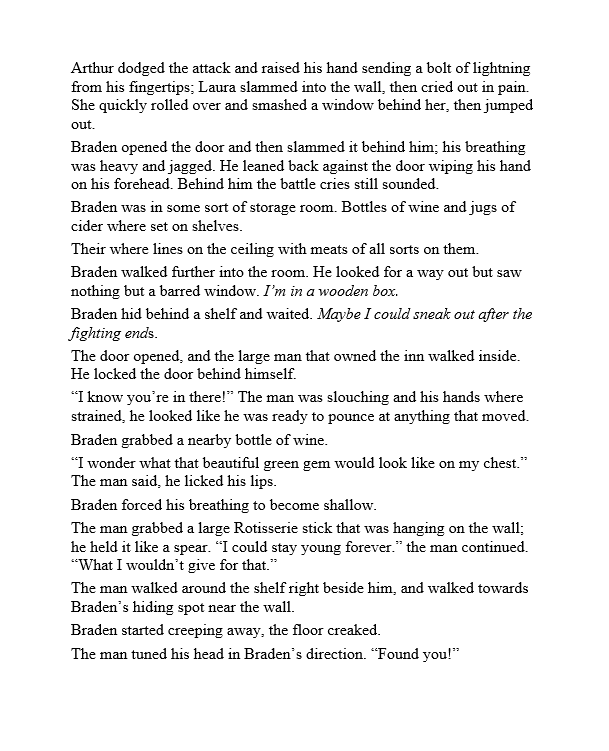 Arthur dodged the attack and raised his hand sending a bolt of lightning
from his fingertips; Laura slammed into the wall, then cried out in pain.
She quickly rolled over and smashed a window behind her, then jumped
out.
Braden opened the door and then slammed it behind him; his breathing
was heavy and jagged. He leaned back against the door wiping his hand
on his forehead. Behind him the battle cries still sounded.
Braden was in some sort of storage room. Bottles of wine and jugs of
cider where set on shelves.
Their where lines on the ceiling with meats of all sorts on them.
Braden walked further into the room. He looked for a way out but saw
nothing but a barred window. I’m in a wooden box.
Braden hid behind a shelf and waited. Maybe I could sneak out after the
fighting ends.
The door opened, and the large man that owned the inn walked inside.
He locked the door behind himself.
“I know you’re in there!” The man was slouching and his hands where
strained, he looked like he was ready to pounce at anything that moved.
Braden grabbed a nearby bottle of wine.
“I wonder what that beautiful green gem would look like on my chest.”
The man said, he licked his lips.
Braden forced his breathing to become shallow.
The man grabbed a large Rotisserie stick that was hanging on the wall;
he held it like a spear. “I could stay young forever.” the man continued.
“What I wouldn’t give for that.”
The man walked around the shelf right beside him, and walked towards
Braden’s hiding spot near the wall.
Braden started creeping away, the floor creaked.
The man tuned his head in Braden’s direction. “Found you!”